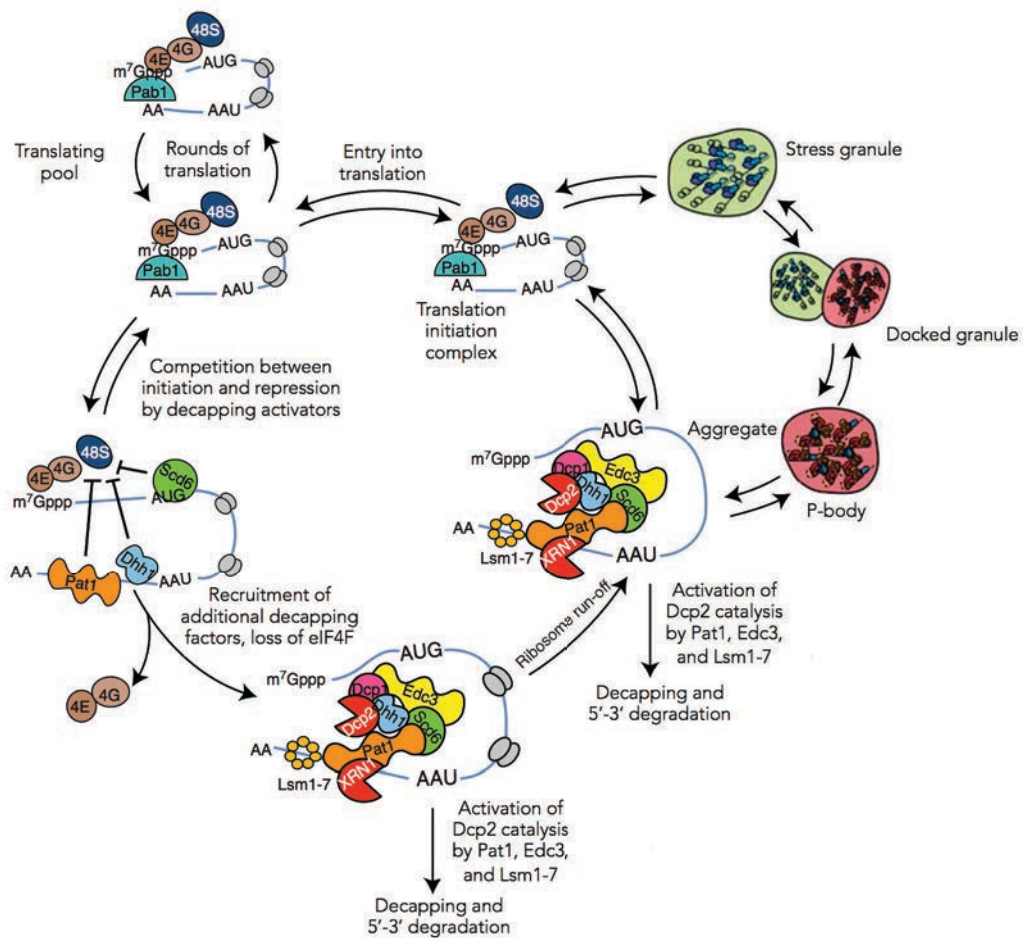 48S
4G
4E
AUG
m⁷Gppp
Pab1
AA
AAU
Translating
pool
Rounds of
translation
48S
4G
4E
AUG
m⁷Gppp
Pab1
AA
AAU
Entry into
translation
48S
4G
4E
AUG
m⁷Gppp
Pab1
AA
AAU
Translation
initiation
complex
Stress granule
Docked granule
Aggregate
P-body
Competition between
initiation and repression
by decapping activators
48S
4G
4E
Scd6
m⁷Gppp
AUG
AA
Pat1
Dhh1
AAU
Recruitment of
additional decapping
factors, loss of eIF4F
4E
4G
AUG
m⁷Gppp
Dcp1
Edc3
Dcp2
Dhh1
Scd6
AA
Pat1
Lsm1-7
XRN1
AAU
Ribosome run-off
AUG
m⁷Gppp
Dcp1
Edc3
Dcp2
Dhh1
Scd6
AA
Pat1
Lsm1-7
XRN1
AAU
Activation of
Dcp2 catalysis
by Pat1, Edc3,
and Lsm1-7
Decapping and
5′-3′ degradation
Activation of
Dcp2 catalysis
by Pat1, Edc3,
and Lsm1-7
Decapping and
5′-3′ degradation